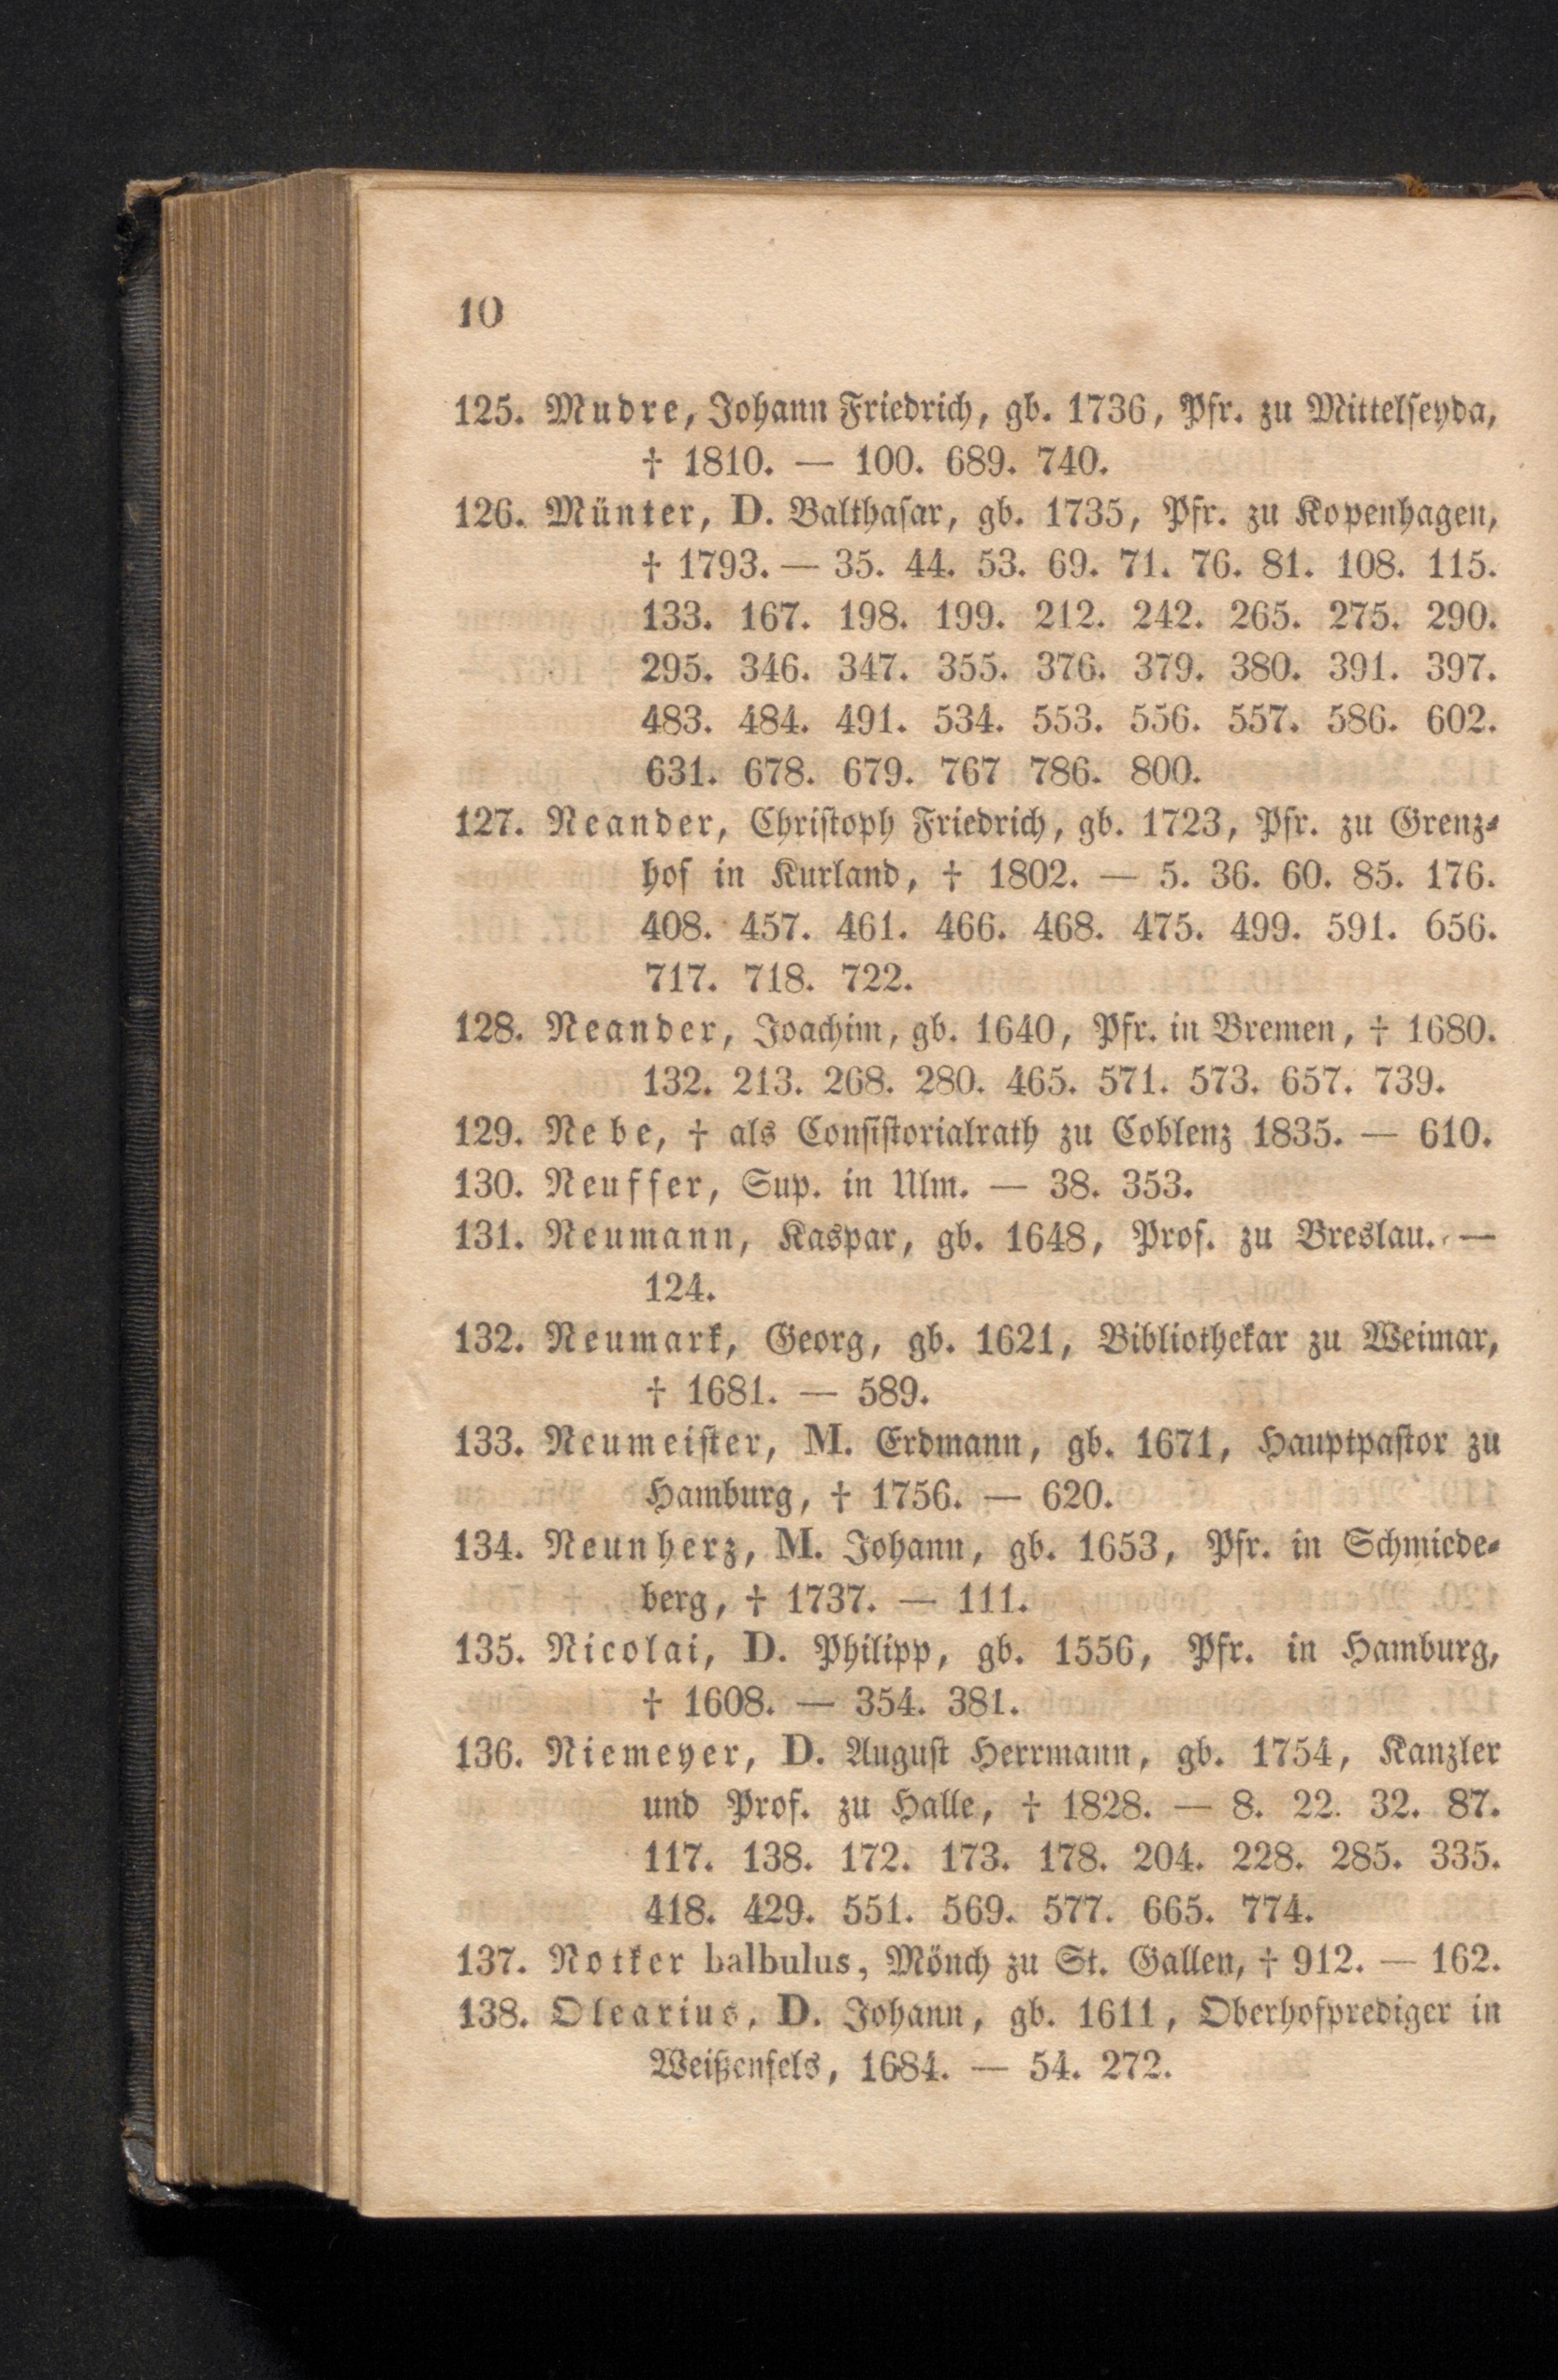 10
125. Mudre, Johann Friedrich, gb. 1736, Pfr. zu Mittelseyda,
† 1810. — 100. 689. 740.
126. Münter, D. Balthasar, gb. 1735, Pfr. zu Kopenhagen,
† 1793. — 35. 44. 53. 69. 71. 76. 81. 108. 115.
133. 167. 198. 199. 212. 242. 265. 275. 290.
295. 346. 347. 355. 376. 379. 380. 391. 397.
483. 484. 491. 534. 553. 556. 557. 586. 602.
631. 678. 679. 767 786. 800.
127. Neander, Christoph Friedrich, gb. 1723, Pfr. zu Grenz-
hof in Kurland, † 1802. — 5. 36. 60. 85. 176.
408. 457. 461. 466. 468. 475. 499. 591. 656.
717. 718. 722.
128. Neander, Joachim, gb. 1640, Pfr. in Bremen, † 1680.
132. 213. 268. 280. 465. 571. 573. 657. 739.
129. Nebe, † als Consistorialrath zu Coblenz 1835. — 610.
130. Neuffer, Sup. in Ulm. — 38. 353.
131. Neumann, Kaspar, gb. 1648, Prof. zu Breslau. —
124.
132. Neumark, Georg, gb. 1621, Bibliothekar zu Weimar,
† 1681. — 589.
133. Neumeister, M. Erdmann, gb. 1671, Hauptpastor zu
Hamburg, † 1756. — 620.
134. Neunherz, M. Johann, gb. 1653, Pfr. in Schmiede-
berg, † 1737. — 111.
135. Nicolai, D. Philipp, gb. 1556, Pfr. in Hamburg,
† 1608. — 354. 381.
136. Niemeyer, D. August Herrmann, gb. 1754, Kanzler
und Prof. zu Halle, † 1828. — 8. 22. 32. 87.
117. 138. 172. 173. 178. 204. 228. 285. 335.
418. 429. 551. 569. 577. 665. 774.
137. Notker balbulus, Mönch zu St. Gallen, † 912. — 162.
138. Olearius, D. Johann, gb. 1611, Oberhofprediger in
Weißenfels, 1684. — 54. 272.